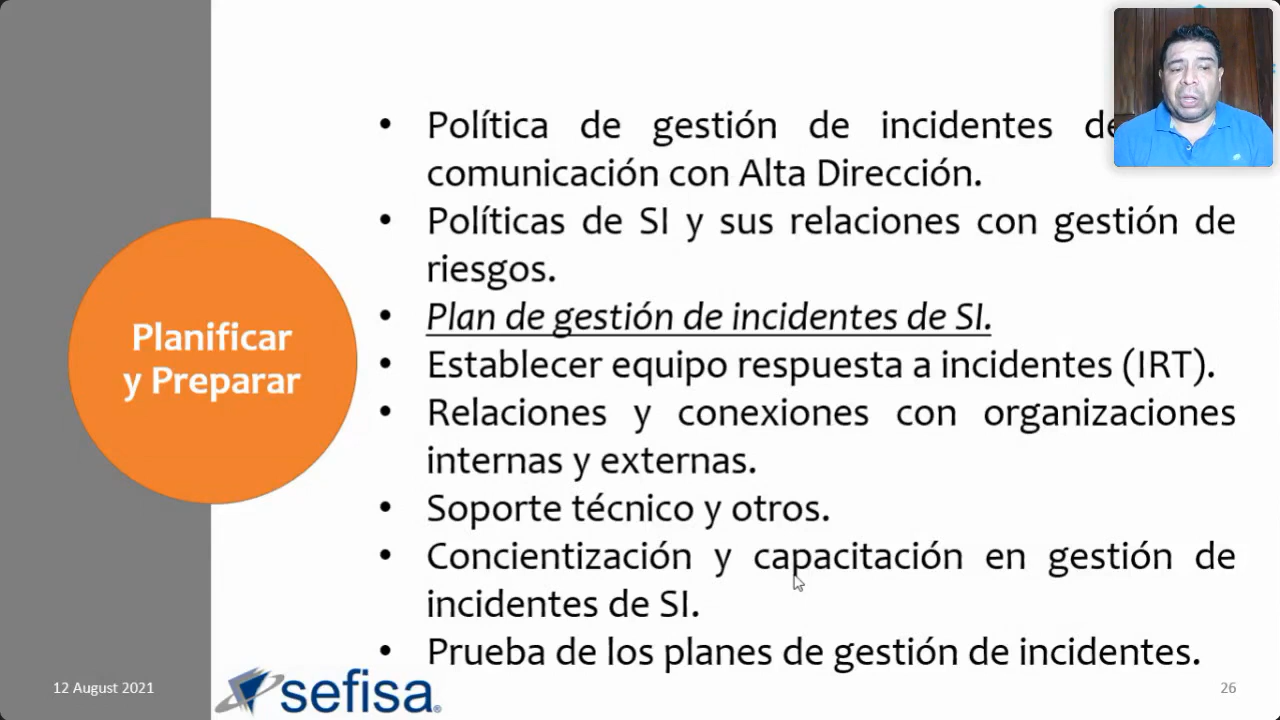 Política de gestión de incidentes
comunicación con Alta Dirección.
Políticas de SI y sus relaciones con gestión de
riesgos.
Plan de gestión de incidentes de SI.
Establecer equipo respuesta a incidentes (IRT).
Relaciones y conexiones con organizaciones
internas y externas.
Soporte técnico y otros.
Concientización y capacitación en gestión de
incidentes de SI.
Prueba de los planes de gestión de incidentes.
Planificar
y Preparar
12 August 2021
sefisa®
26